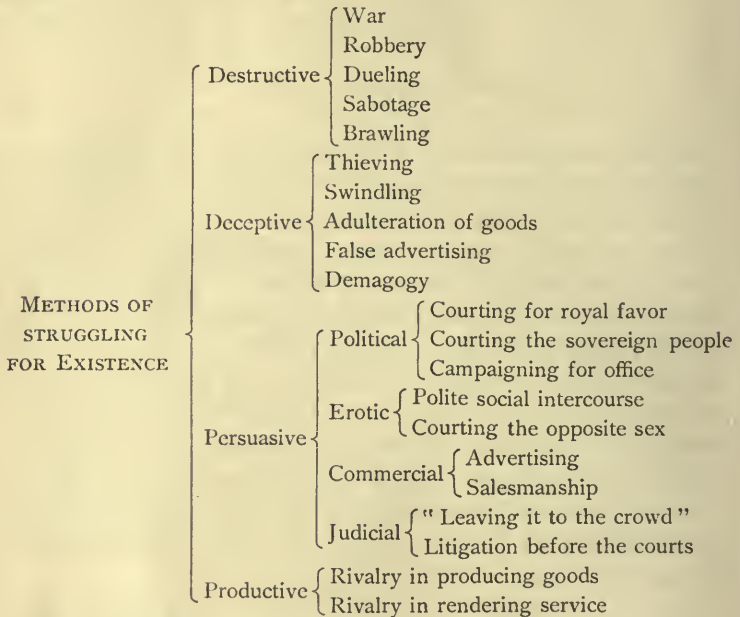 War
Robbery
Destructive
Dueling
Sabotage
Brawling
Thieving
Swindling
Deceptive
Adulteration of goods
False advertising
Demagogy
METHODS OF
STRUGGLING
FOR EXISTENCE
Courting for royal favor
Political
Courting the sovereign people
Campaigning for office
Polite social intercourse
Erotic
Courting the opposite sex
Persuasive
Advertising
Commercial
Salesmanship
"Leaving it to the crowd"
Judicial
Litigation before the courts
Rivalry in producing goods
Productive
Rivalry in rendering service